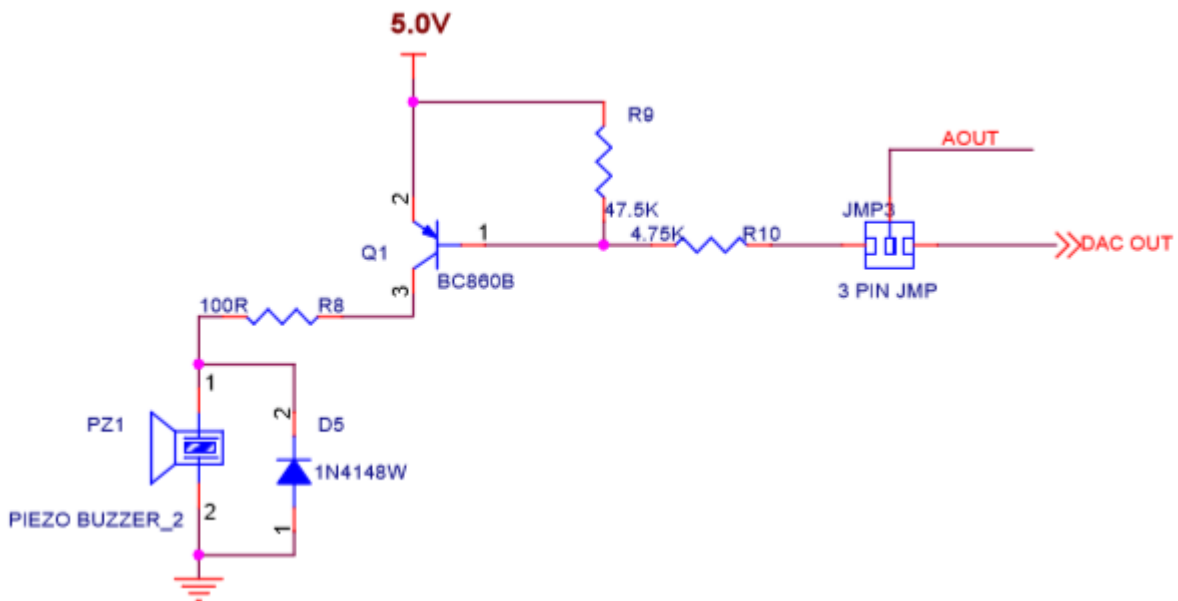 5.0V
R9
AOUT
2
47.5K
JMP3
1
4.75K
R10
DAC OUT
Q1
BC860B
3 PIN JMP
3
100R
R8
1
PZ1
2
D5
1N4148W
PIEZO BUZZER_2
2
1